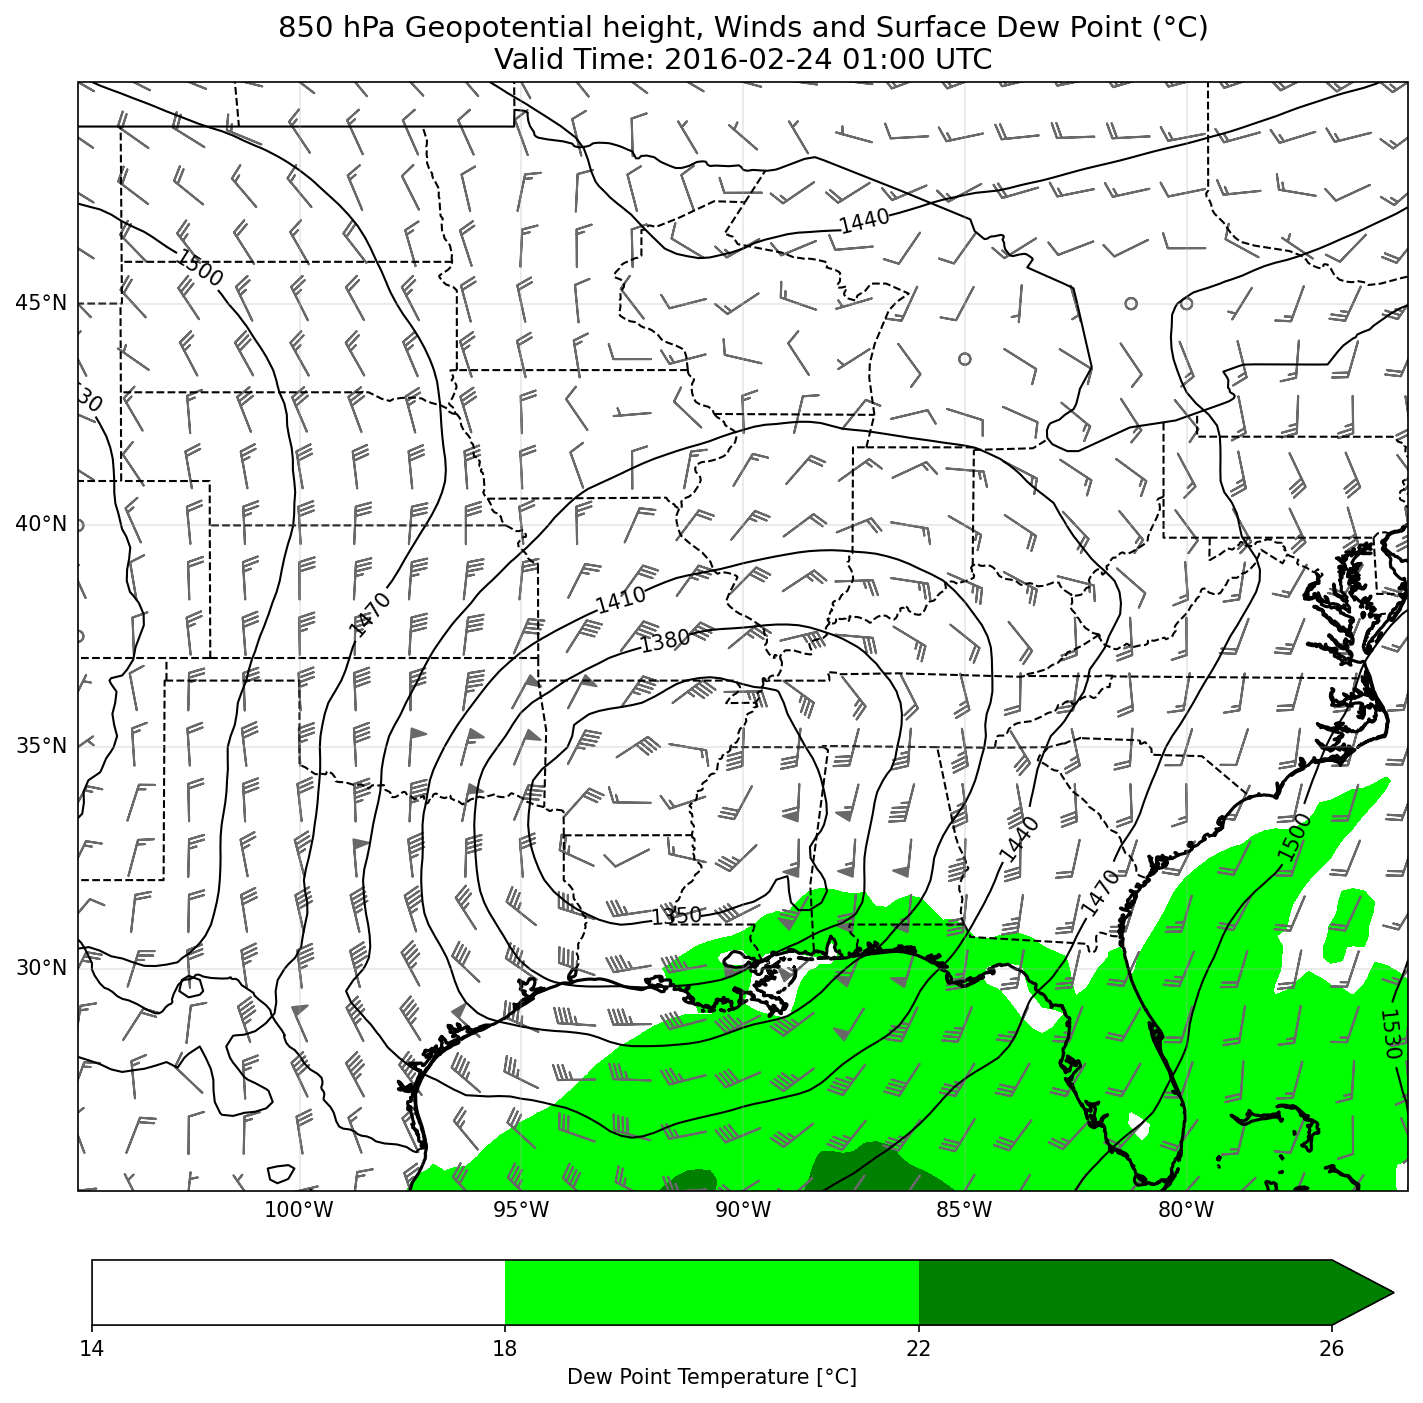 850 hPa Geopotential height, Winds and Surface Dew Point (°C)
Valid Time: 2016-02-24 01:00 UTC
1440
1500
45°N
30
40°N
1410
1470
1380
35°N
1440
1500
1470
1350
30°N
1530
100°W 95°W 90°W 85°W 80°W
14 18 22 26
Dew Point Temperature [°C]